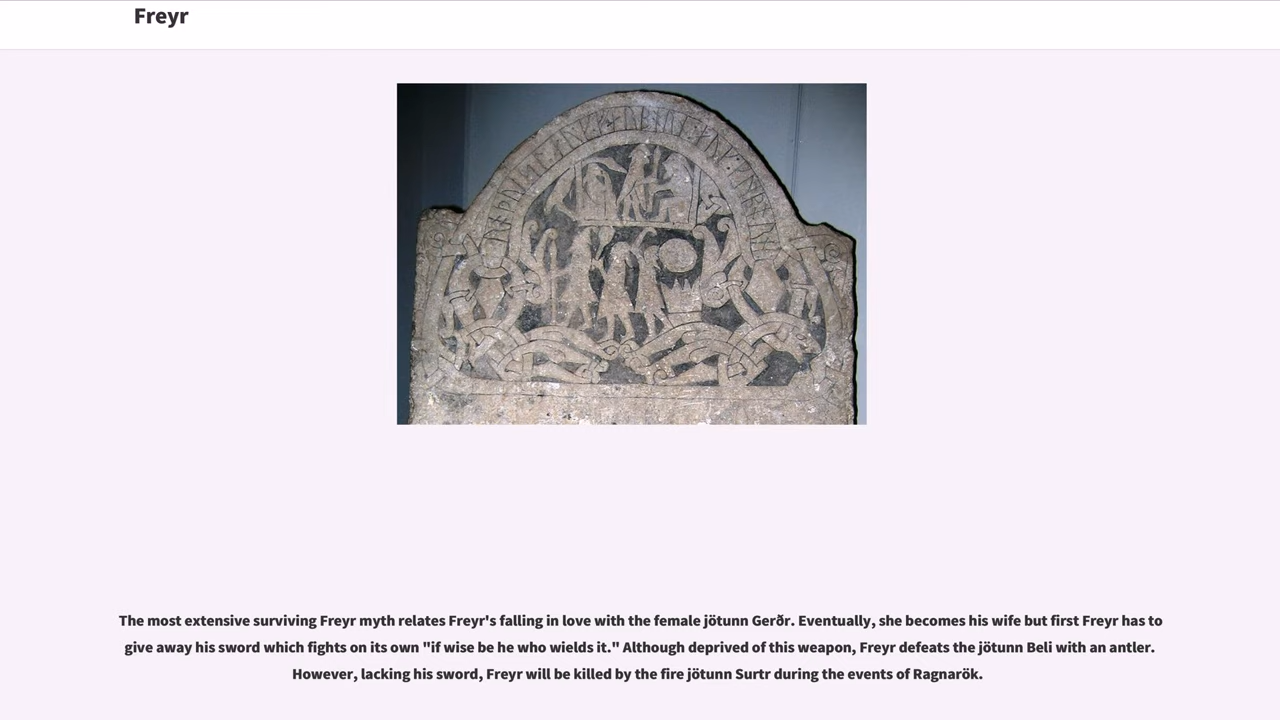 Freyr
The most extensive surviving Freyr myth relates Freyr's falling in love with the female jötunn Gerðr. Eventually, she becomes his wife but first Freyr has to
give away his sword which fights on its own "if wise be he who wields it." Although deprived of this weapon, Freyr defeats the jötunn Beli with an antler.
However, lacking his sword, Freyr will be killed by the fire jötunn Surtr during the events of Ragnarök.